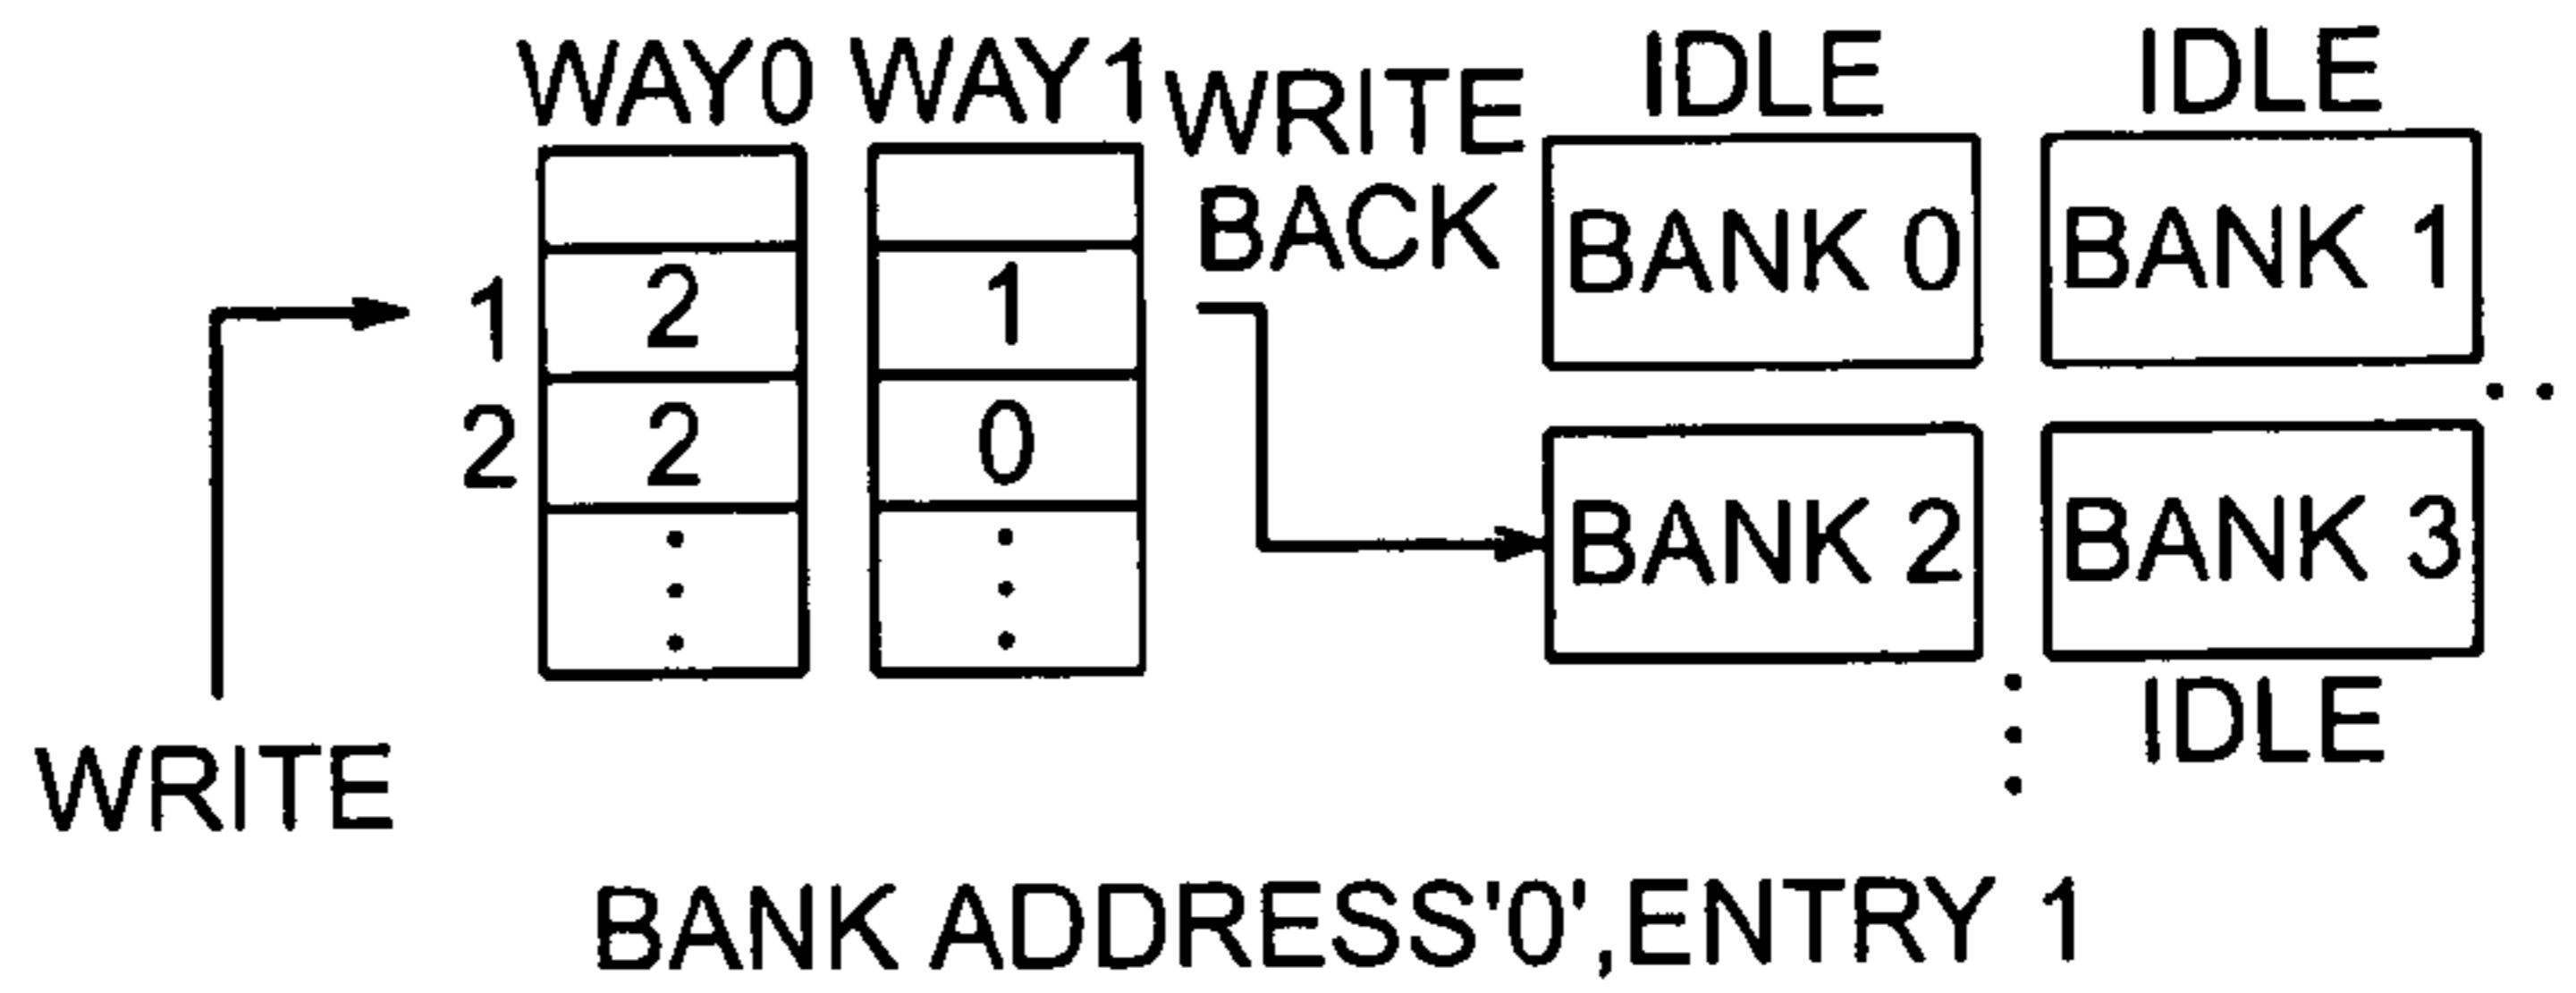 WAY0 WAY1 WRITE BACK IDLE IDLE
BANK 0 BANK 1
1 2 1
2 2 0
BANK 2 BANK 3
IDLE
WRITE
BANK ADDRESS'0',ENTRY 1